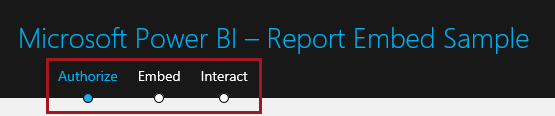 Microsoft Power BI – Report Embed Sample
Authorize Embed Interact